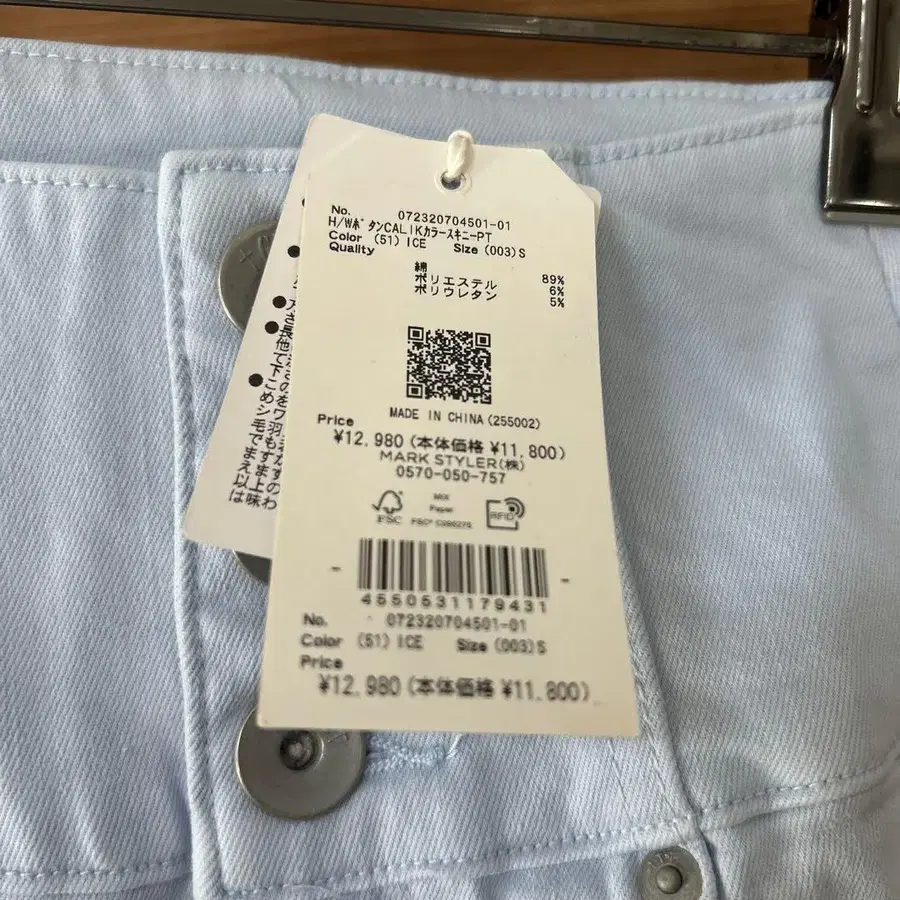 No. 072320704501-01
H/WボタンCALIKカラースキニーPT
Color (51) ICE Size (003) S
Quality
綿 89%
ポリエステル 6%
ポリウレタン 5%
MADE IN CHINA (255002)
Price
¥12,980 (本体価格 ¥11,800)
MARK STYLER(株)
0570-050-757
FSC
MIX
Paper
FSC®
RFID
4550531179431
No. 072320704501-01
Color (51) ICE Size (003) S
Price
¥12,980 (本体価格 ¥11,800)